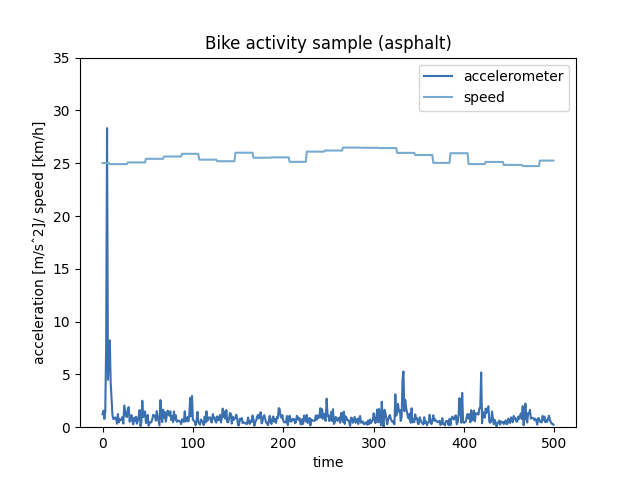 Bike activity sample (asphalt)
accelerometer
speed
acceleration [m/s^2]/ speed [km/h]
35
30
25
20
15
10
5
0
0 100 200 300 400 500
time